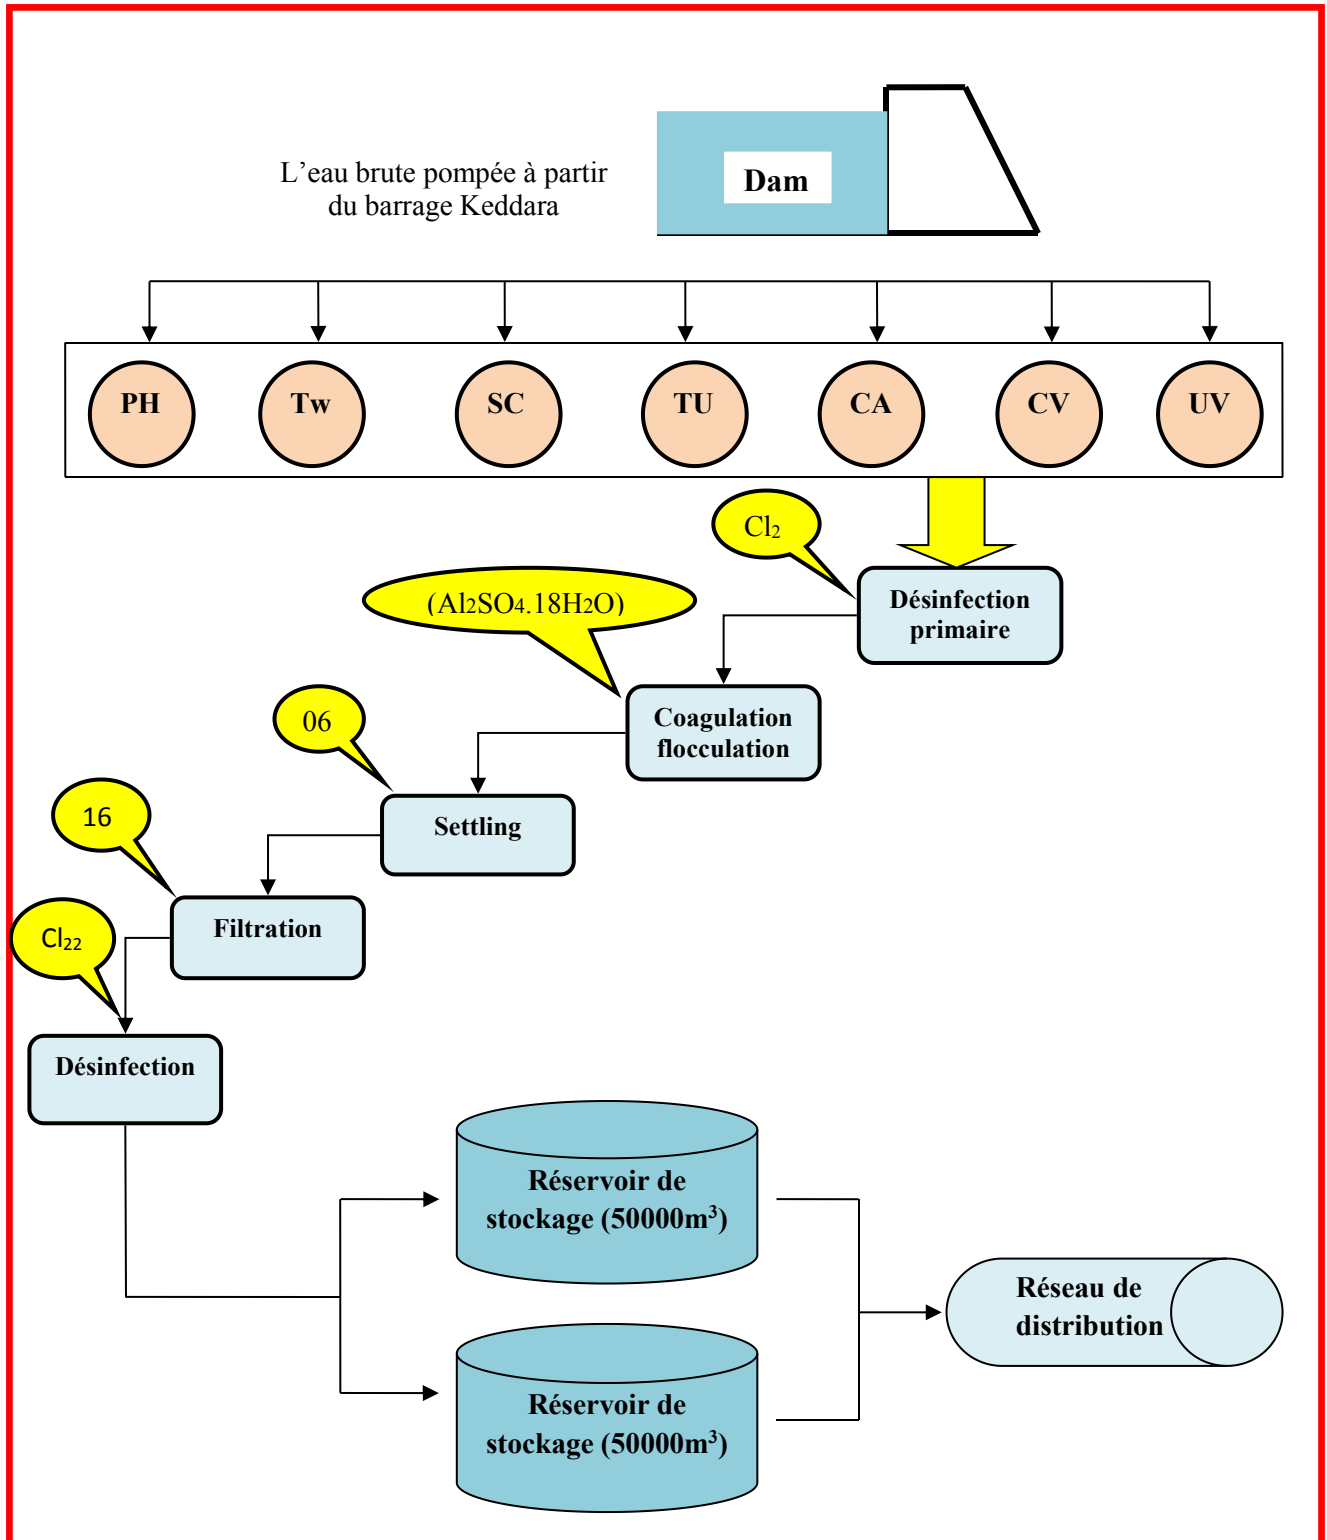 L’eau brute pompée à partir
du barrage Keddara
Dam
PH
Tw
SC
TU
CA
CV
UV
Cl₂
Désinfection
primaire
(Al₂SO₄.18H₂O)
Coagulation
flocculation
06
Settling
16
Filtration
Cl₂₂
Désinfection
Réservoir de
stockage (50000m³)
Réseau de
distribution
Réservoir de
stockage (50000m³)